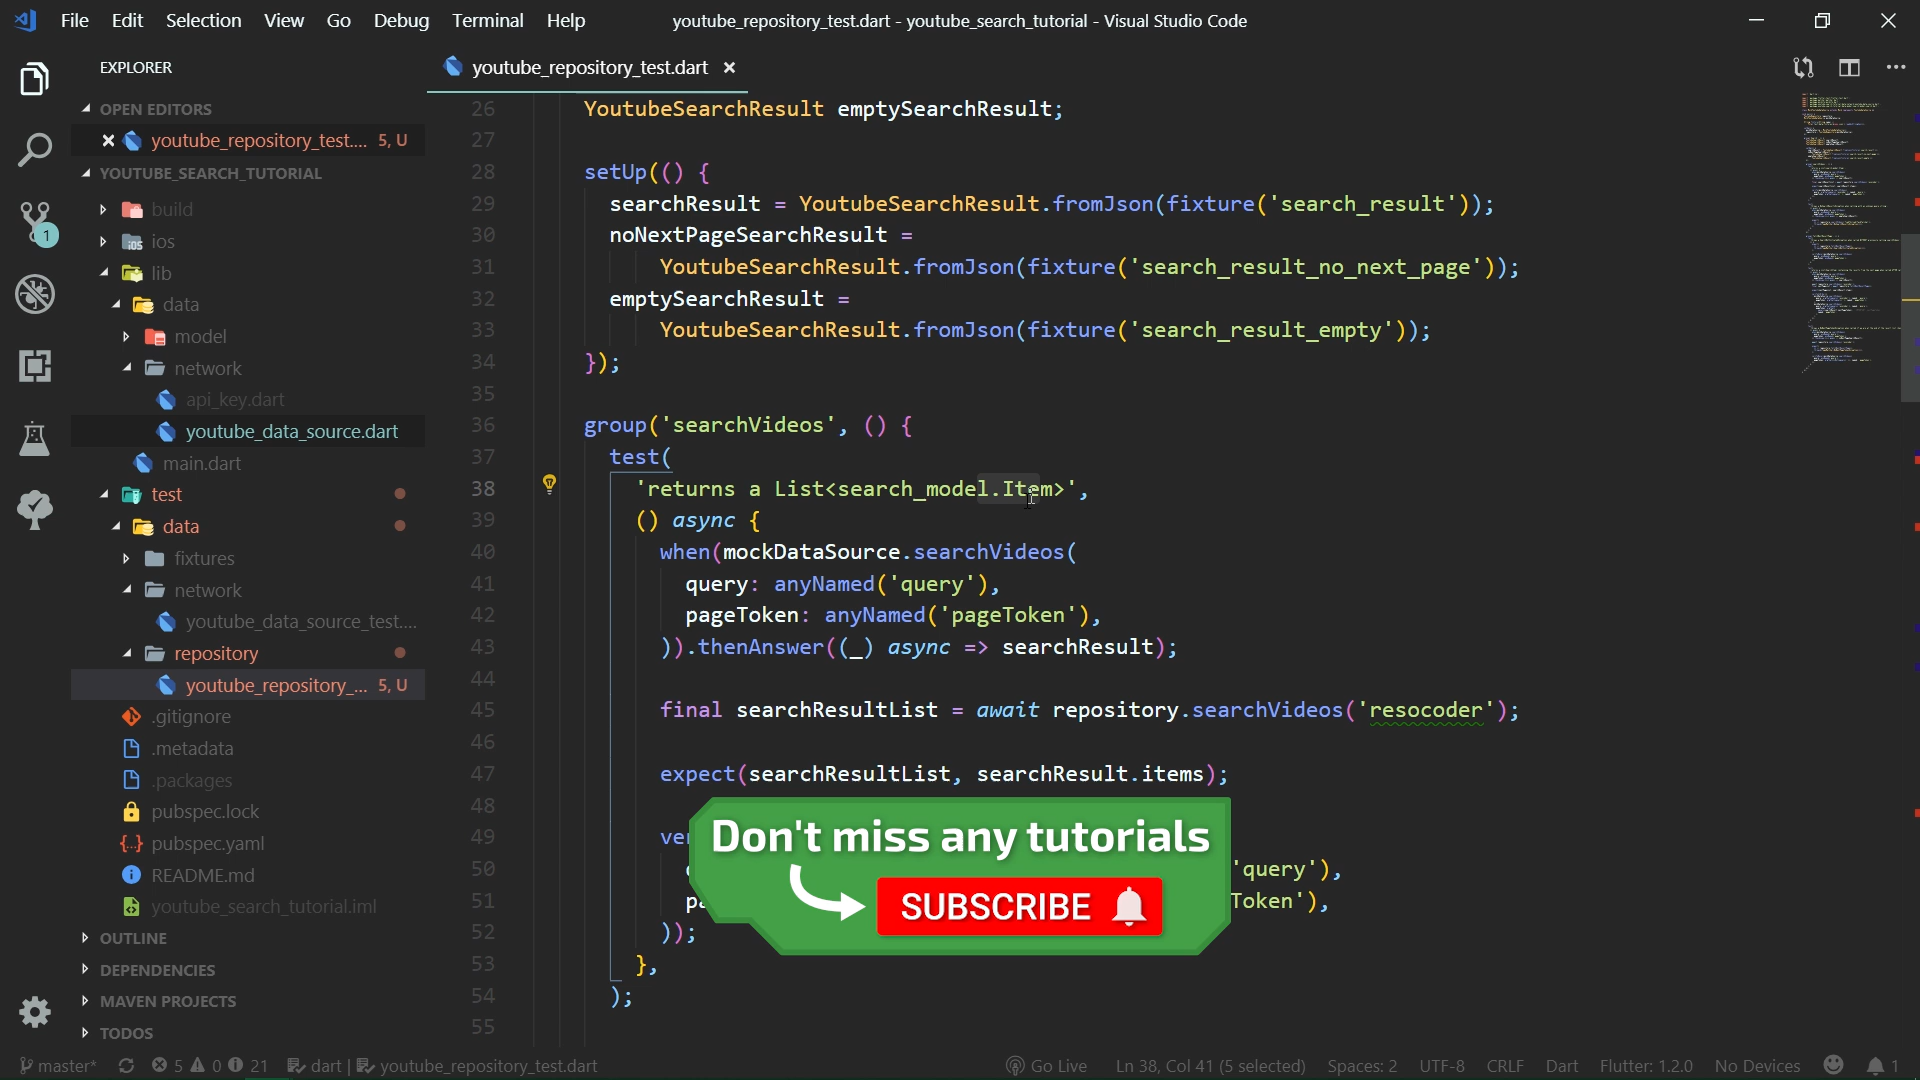 File Edit Selection View Go Debug Terminal Help
youtube_repository_test.dart - youtube_search_tutorial - Visual Studio Code
EXPLORER
OPEN EDITORS
youtube_repository_test.... 5, U
YOUTUBE_SEARCH_TUTORIAL
build
ios
lib
data
model
network
api_key.dart
youtube_data_source.dart
main.dart
test
data
fixtures
network
youtube_data_source_test....
repository
youtube_repository_... 5, U
.gitignore
.metadata
.packages
pubspec.lock
pubspec.yaml
README.md
youtube_search_tutorial.iml
OUTLINE
DEPENDENCIES
MAVEN PROJECTS
TODOS
1
youtube_repository_test.dart
26 YoutubeSearchResult emptySearchResult;
27
28 setUp(() {
29 searchResult = YoutubeSearchResult.fromJson(fixture('search_result'));
30 noNextPageSearchResult =
31 YoutubeSearchResult.fromJson(fixture('search_result_no_next_page'));
32 emptySearchResult =
33 YoutubeSearchResult.fromJson(fixture('search_result_empty'));
34 });
35
36 group('searchVideos', () {
37 test(
38 'returns a List<search_model.Item>',
39 () async {
40 when(mockDataSource.searchVideos(
41 query: anyNamed('query'),
42 pageToken: anyNamed('pageToken'),
43 )).thenAnswer((_) async => searchResult);
44
45 final searchResultList = await repository.searchVideos('resocoder');
46
47 expect(searchResultList, searchResult.items);
48
49 ver
50 'query'),
51 pa Token'),
52 ));
53 },
54 );
55
Don't miss any tutorials
SUBSCRIBE
master* 5 0 21 dart | youtube_repository_test.dart
Go Live Ln 38, Col 41 (5 selected) Spaces: 2 UTF-8 CRLF Dart Flutter: 1.2.0 No Devices 1